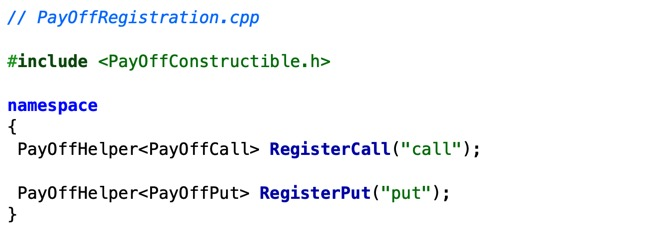 // PayOffRegistration.cpp
#include <PayOffConstructible.h>
namespace
{
PayOffHelper<PayOffCall> RegisterCall("call");
PayOffHelper<PayOffPut> RegisterPut("put");
}